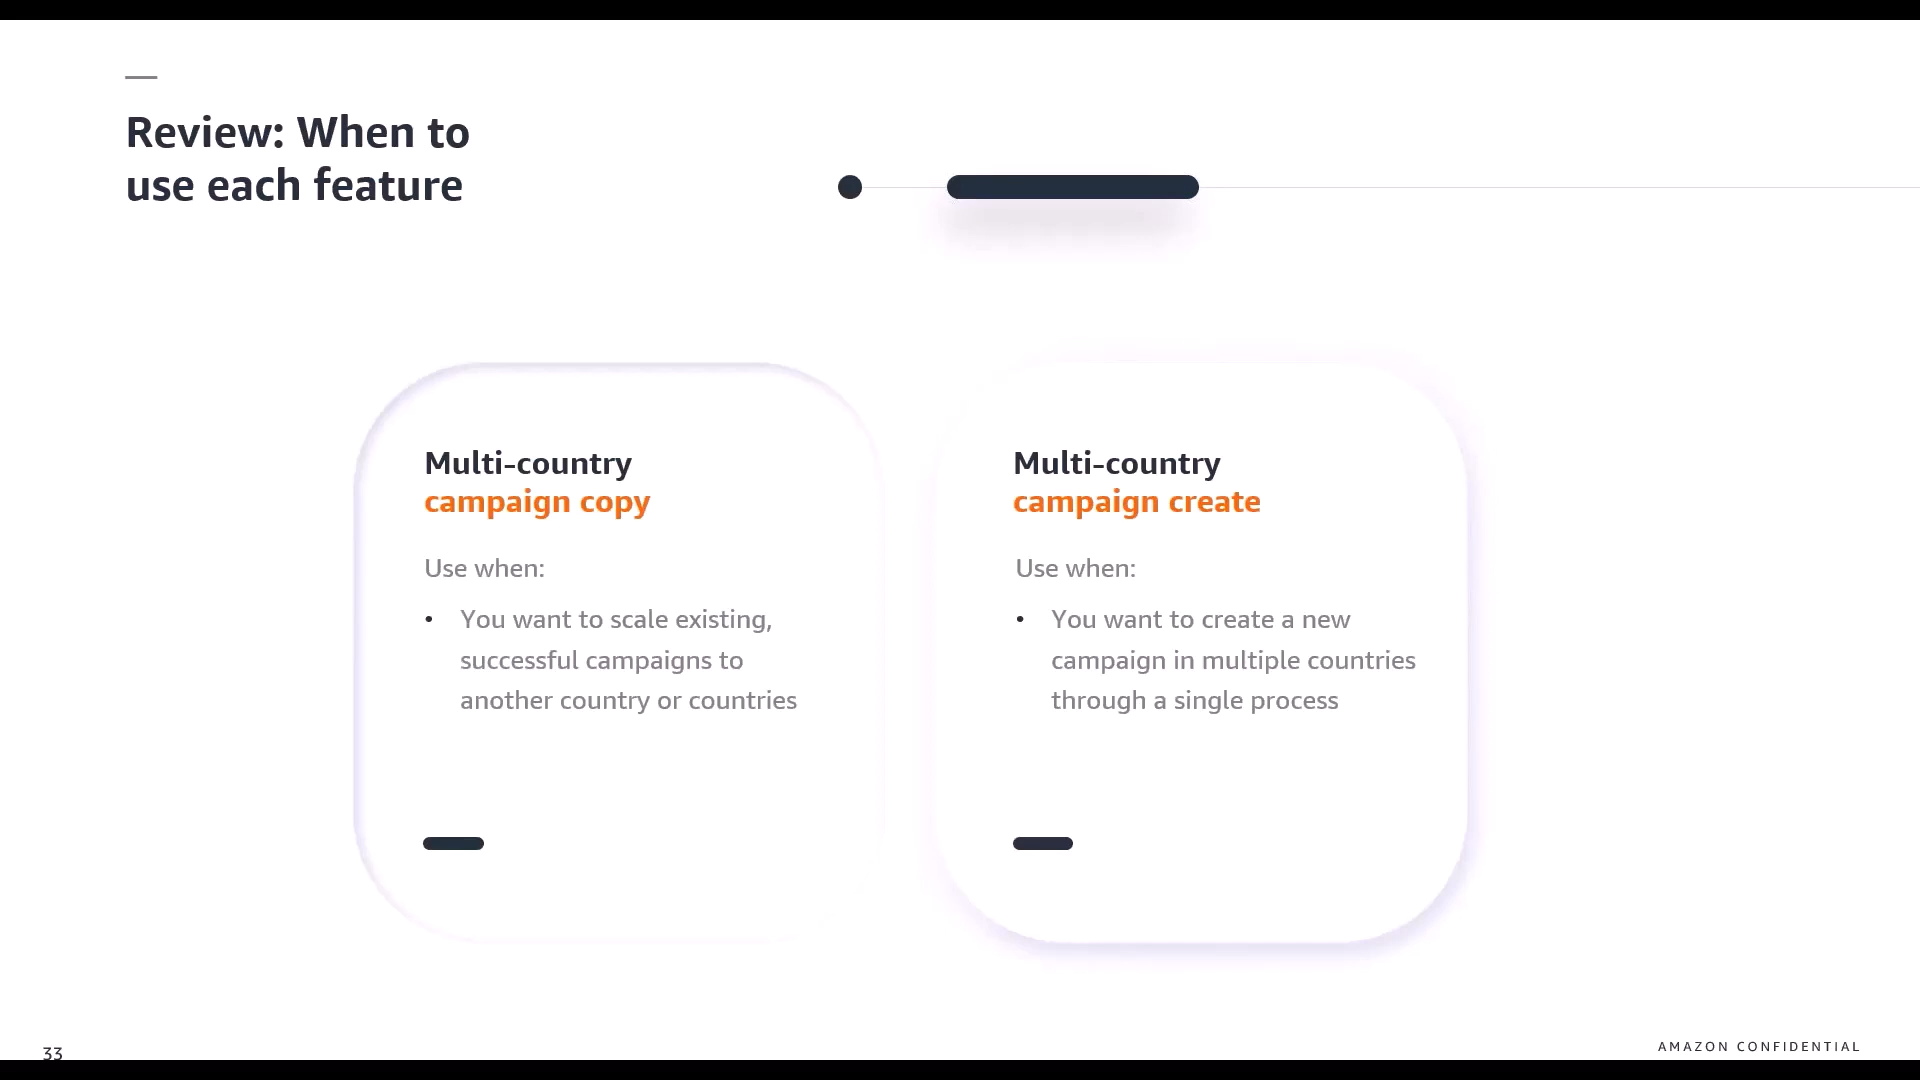 Review: When to
use each feature
Multi-country
campaign copy
Use when:
• You want to scale existing,
successful campaigns to
another country or countries
Multi-country
campaign create
Use when:
• You want to create a new
campaign in multiple countries
through a single process
33
AMAZON CONFIDENTIAL